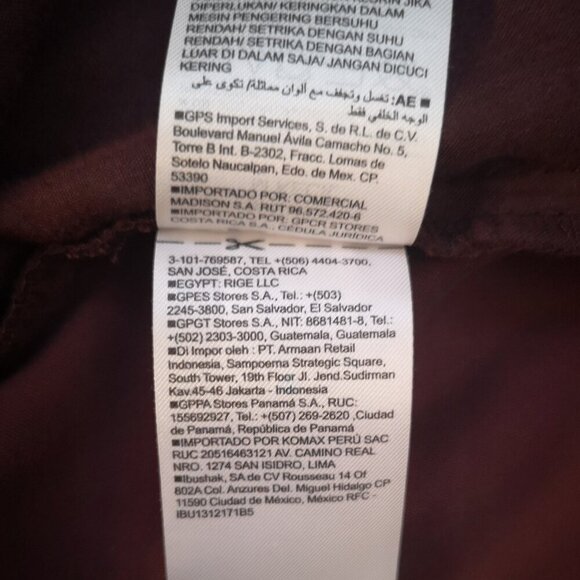 DIPERLUKAN/ KERINGKAN DALAM
MESIN PENGERING BERSUHU
RENDAH/ SETRIKA DENGAN SUHU
RENDAH/ SETRIKA DENGAN BAGIAN
LUAR DI DALAM SAJA/ JANGAN DICUCI
KERING
■ AE: تغسل وتجفف مع ألوان مماثلة/ تكوى على
الوجه الخلفي فقط
■GPS Import Services, S. de R.L. de C.V.
Boulevard Manuel Ávila Camacho No. 5,
Torre B Int. B-2302, Fracc. Lomas de
Sotelo Naucalpan, Edo. de Mex. CP.
53390
■IMPORTADO POR: COMERCIAL
MADISON S.A. RUT 96.572.420-6
■IMPORTADO POR: GPCR STORES
COSTA RICA S.A., CÉDULA JURÍDICA
3-101-769587, TEL +(506) 4404-3700,
SAN JOSÉ, COSTA RICA
■EGYPT: RIGE LLC
■GPES Stores S.A., Tel.: +(503)
2245-3800, San Salvador, El Salvador
■GPGT Stores S.A., NIT: 8681481-8, Tel.:
+(502) 2303-3000, Guatemala, Guatemala
■Di Impor oleh : PT. Armaan Retail
Indonesia, Sampoerna Strategic Square,
South Tower, 19th Floor Jl. Jend.Sudirman
Kav.45-46 Jakarta - Indonesia
■GPPA Stores Panamá S.A., RUC:
155692927, Tel.: +(507) 269-2620 ,Ciudad
de Panamá, República de Panamá
■IMPORTADO POR KOMAX PERÚ SAC
RUC 20516463121 AV. CAMINO REAL
NRO. 1274 SAN ISIDRO, LIMA
■Ibushak, SA de CV Rousseau 14 Of
802A Col. Anzures Del. Miguel Hidalgo CP
11590 Ciudad de México, México RFC -
IBU1312171B5